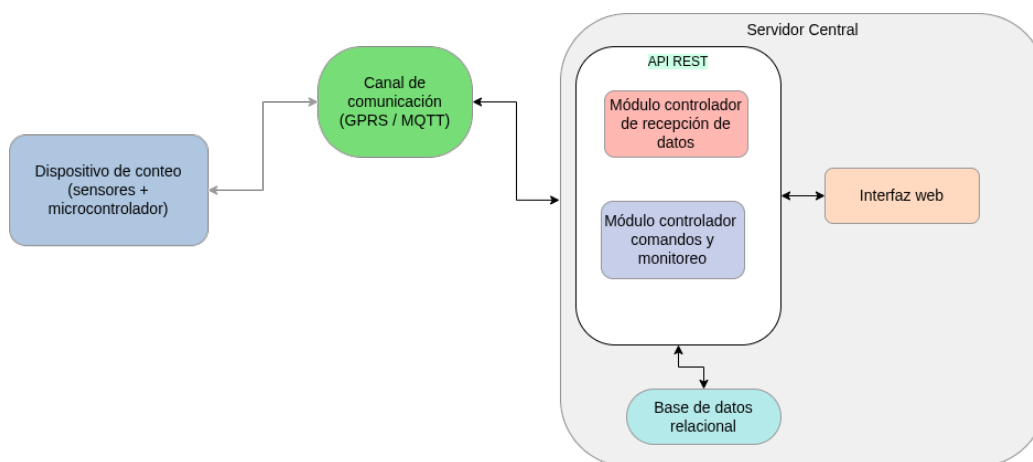 Servidor Central
API REST
Canal de
comunicación
(GPRS / MQTT)
Módulo controlador
de recepción de
datos
Dispositivo de conteo
(sensores +
microcontrolador)
Interfaz web
Módulo controlador
comandos y
monitoreo
Base de datos
relacional